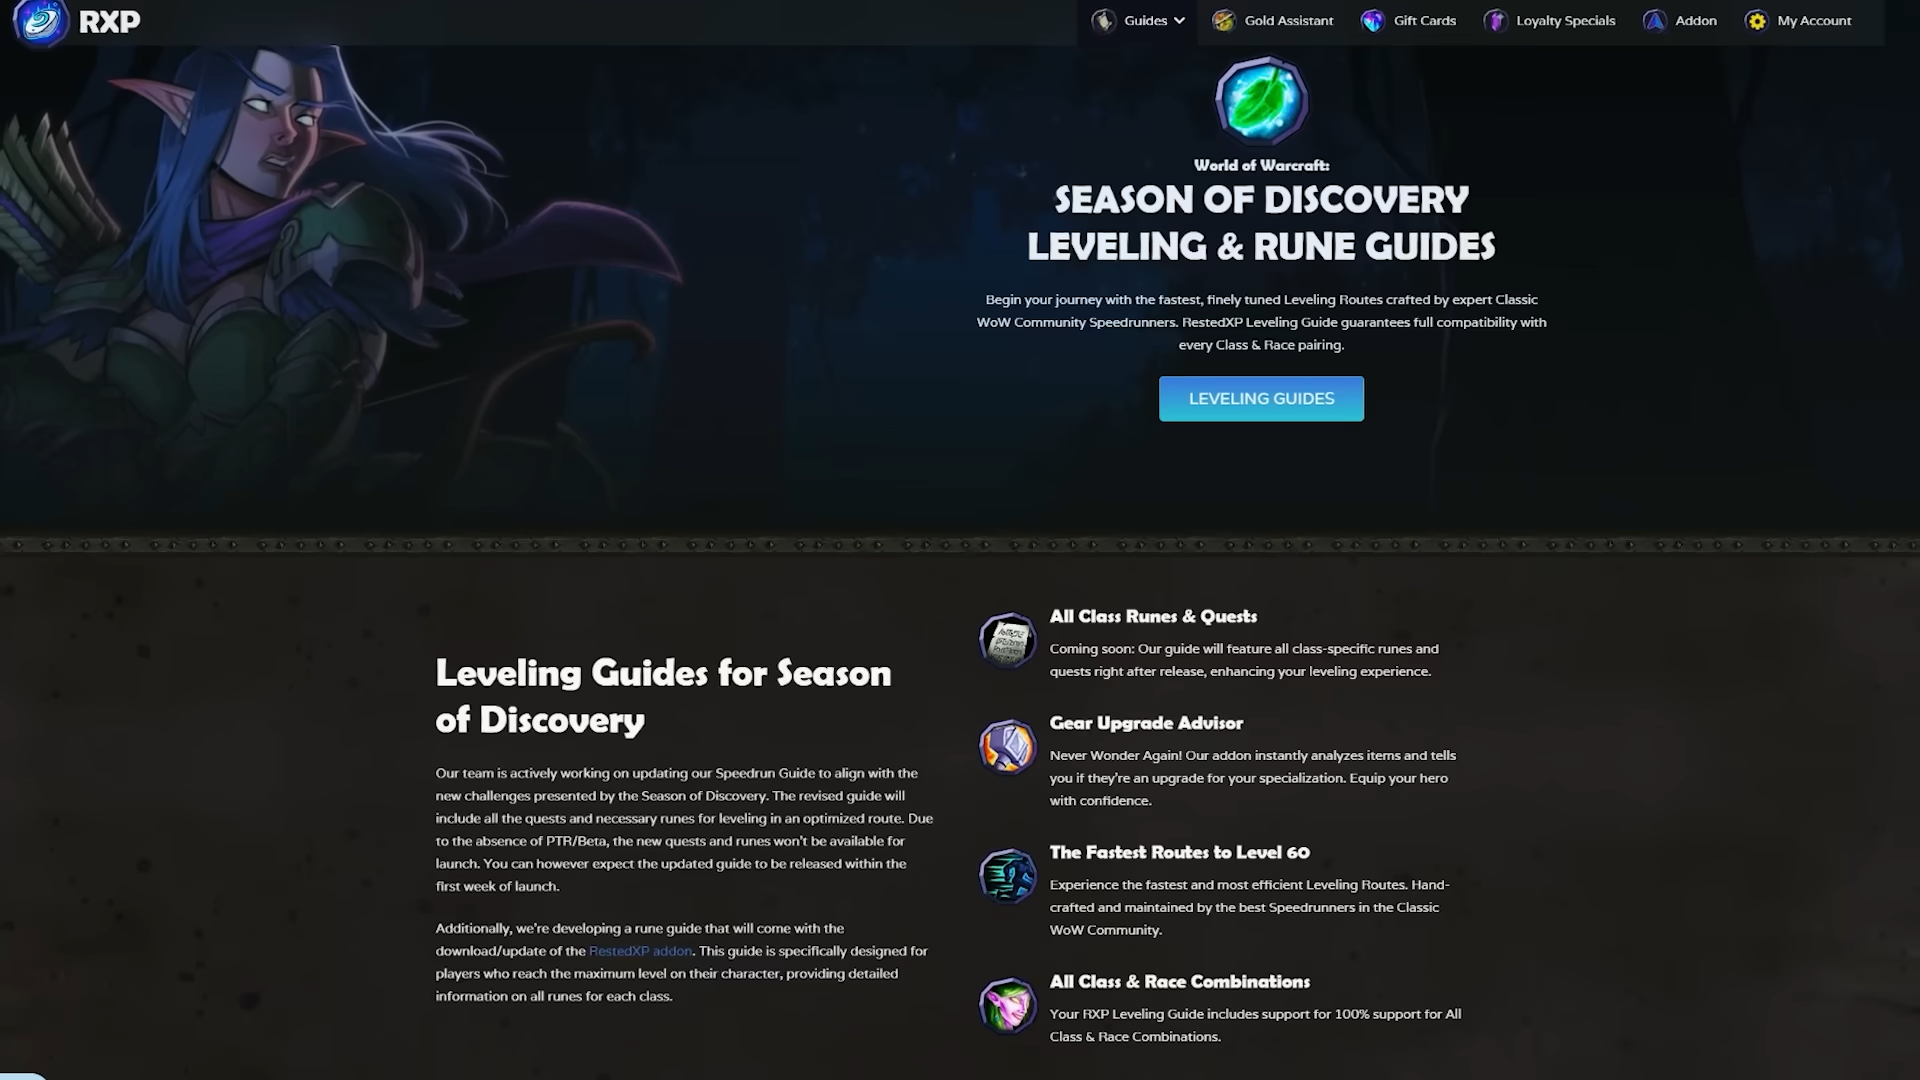 RXP
Guides
Gold Assistant
Gift Cards
Loyalty Specials
Addon
My Account
World of Warcraft:
SEASON OF DISCOVERY
LEVELING & RUNE GUIDES
Begin your journey with the fastest, finely tuned Leveling Routes crafted by expert Classic
WoW Community Speedrunners. RestedXP Leveling Guide guarantees full compatibility with
every Class & Race pairing.
LEVELING GUIDES
Leveling Guides for Season
of Discovery
Our team is actively working on updating our Speedrun Guide to align with the
new challenges presented by the Season of Discovery. The revised guide will
include all the quests and necessary runes for leveling in an optimized route. Due
to the absence of PTR/Beta, the new quests and runes won't be available for
launch. You can however expect the updated guide to be released within the
first week of launch.
Additionally, we're developing a rune guide that will come with the
download/update of the RestedXP addon. This guide is specifically designed for
players who reach the maximum level on their character, providing detailed
information on all runes for each class.
All Class Runes & Quests
Coming soon: Our guide will feature all class-specific runes and
quests right after release, enhancing your leveling experience.
Gear Upgrade Advisor
Never Wonder Again! Our addon instantly analyzes items and tells
you if they're an upgrade for your specialization. Equip your hero
with confidence.
The Fastest Routes to Level 60
Experience the fastest and most efficient Leveling Routes. Hand-
crafted and maintained by the best Speedrunners in the Classic
WoW Community.
All Class & Race Combinations
Your RXP Leveling Guide includes support for 100% support for All
Class & Race Combinations.